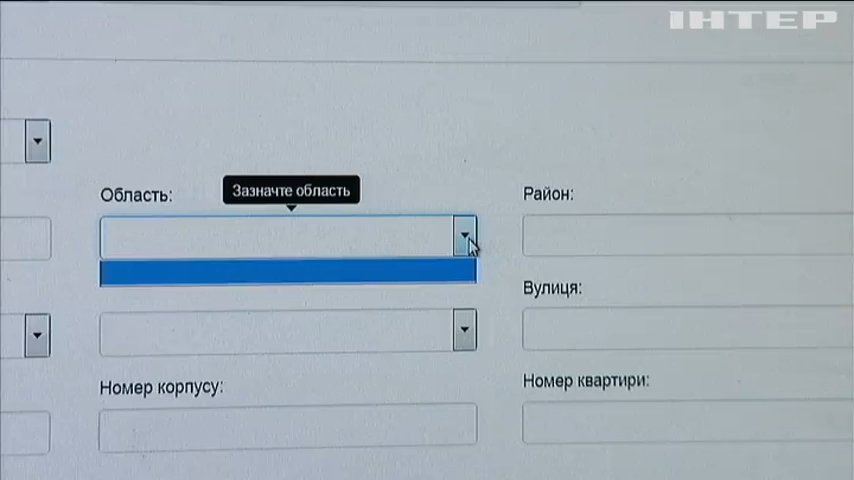 ІНТЕР
Зазначте область
Область:
Район:
Вулиця:
Номер корпусу:
Номер квартири: